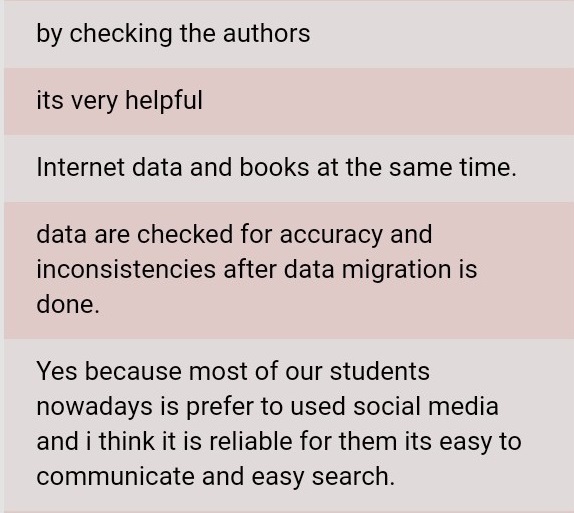 by checking the authors
its very helpful
Internet data and books at the same time.
data are checked for accuracy and
inconsistencies after data migration is
done.
Yes because most of our students
nowadays is prefer to used social media
and i think it is reliable for them its easy to
communicate and easy search.